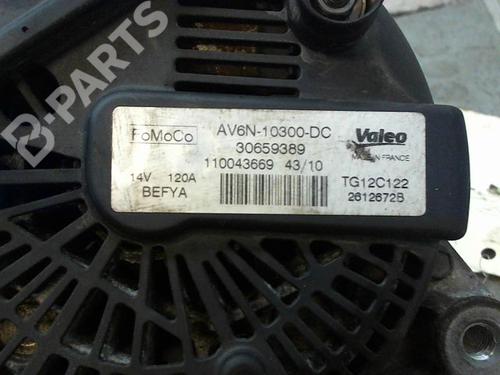 B-PARTS
FoMoCo AV6N-10300-DC Valeo
30659389 MADE IN FRANCE
110043669 43/10
14V 120A TG12C122
BEFYA 2612672B